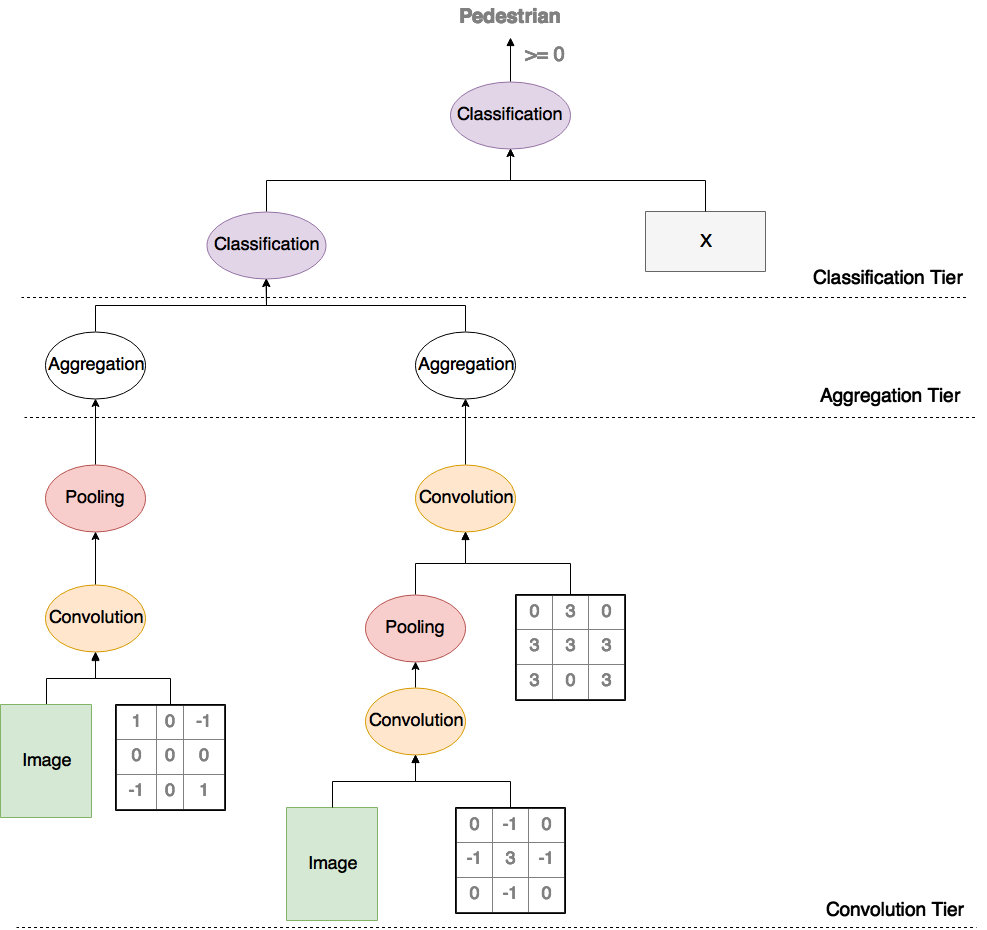 Pedestrian
>= 0
Classification
Classification
X
Classification Tier
Aggregation
Aggregation
Aggregation Tier
Pooling
Convolution
Convolution
Pooling
0 3 0
3 3 3
3 0 3
Convolution
Image
1 0 -1
0 0 0
-1 0 1
Image
0 -1 0
-1 3 -1
0 -1 0
Convolution Tier